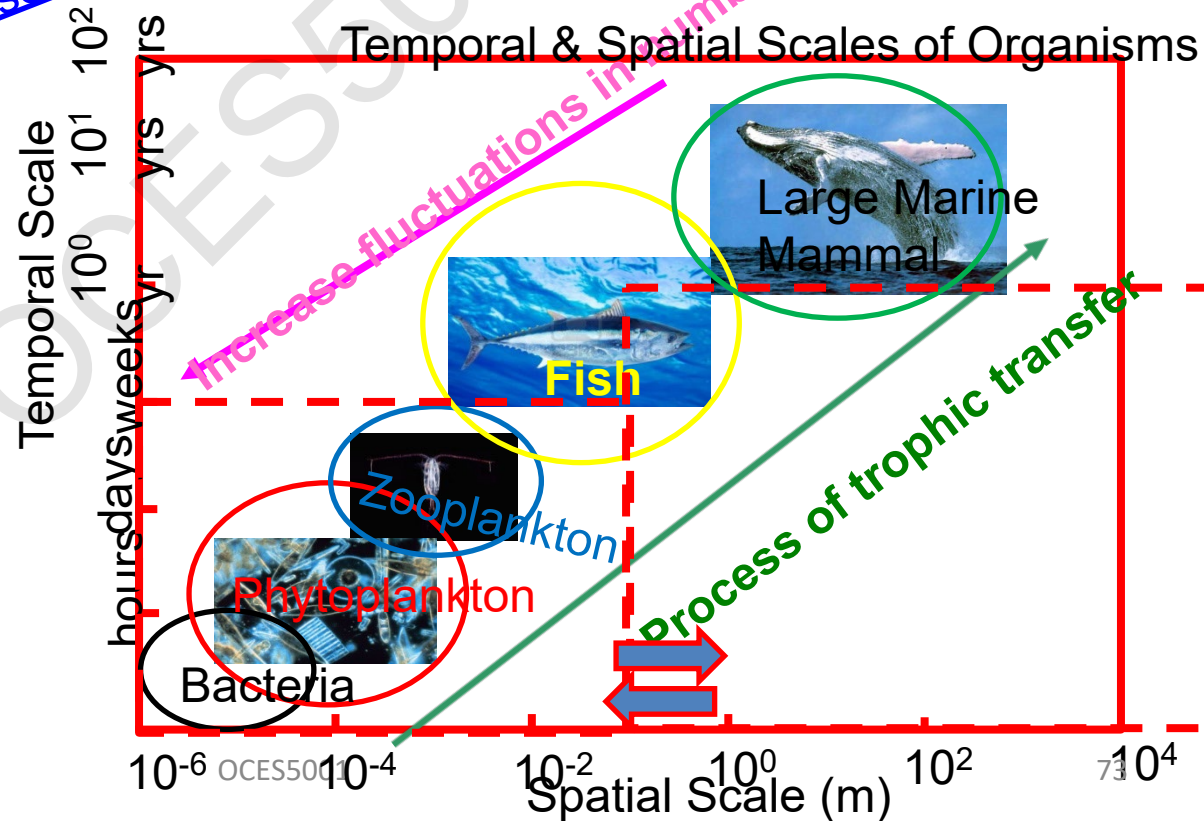 Temporal & Spatial Scales of Organisms
Increase fluctuations in
Temporal Scale
10² yrs
10¹ yrs
10⁰ yr
weeks
days
hours
Large Marine
Mammal
Fish
Zooplankton
Phytoplankton
Bacteria
Process of trophic transfer
10⁻⁶ 10⁻⁴ 10⁻² 10⁰ 10² 10⁴
OCES5001
73
Spatial Scale (m)
OCES50